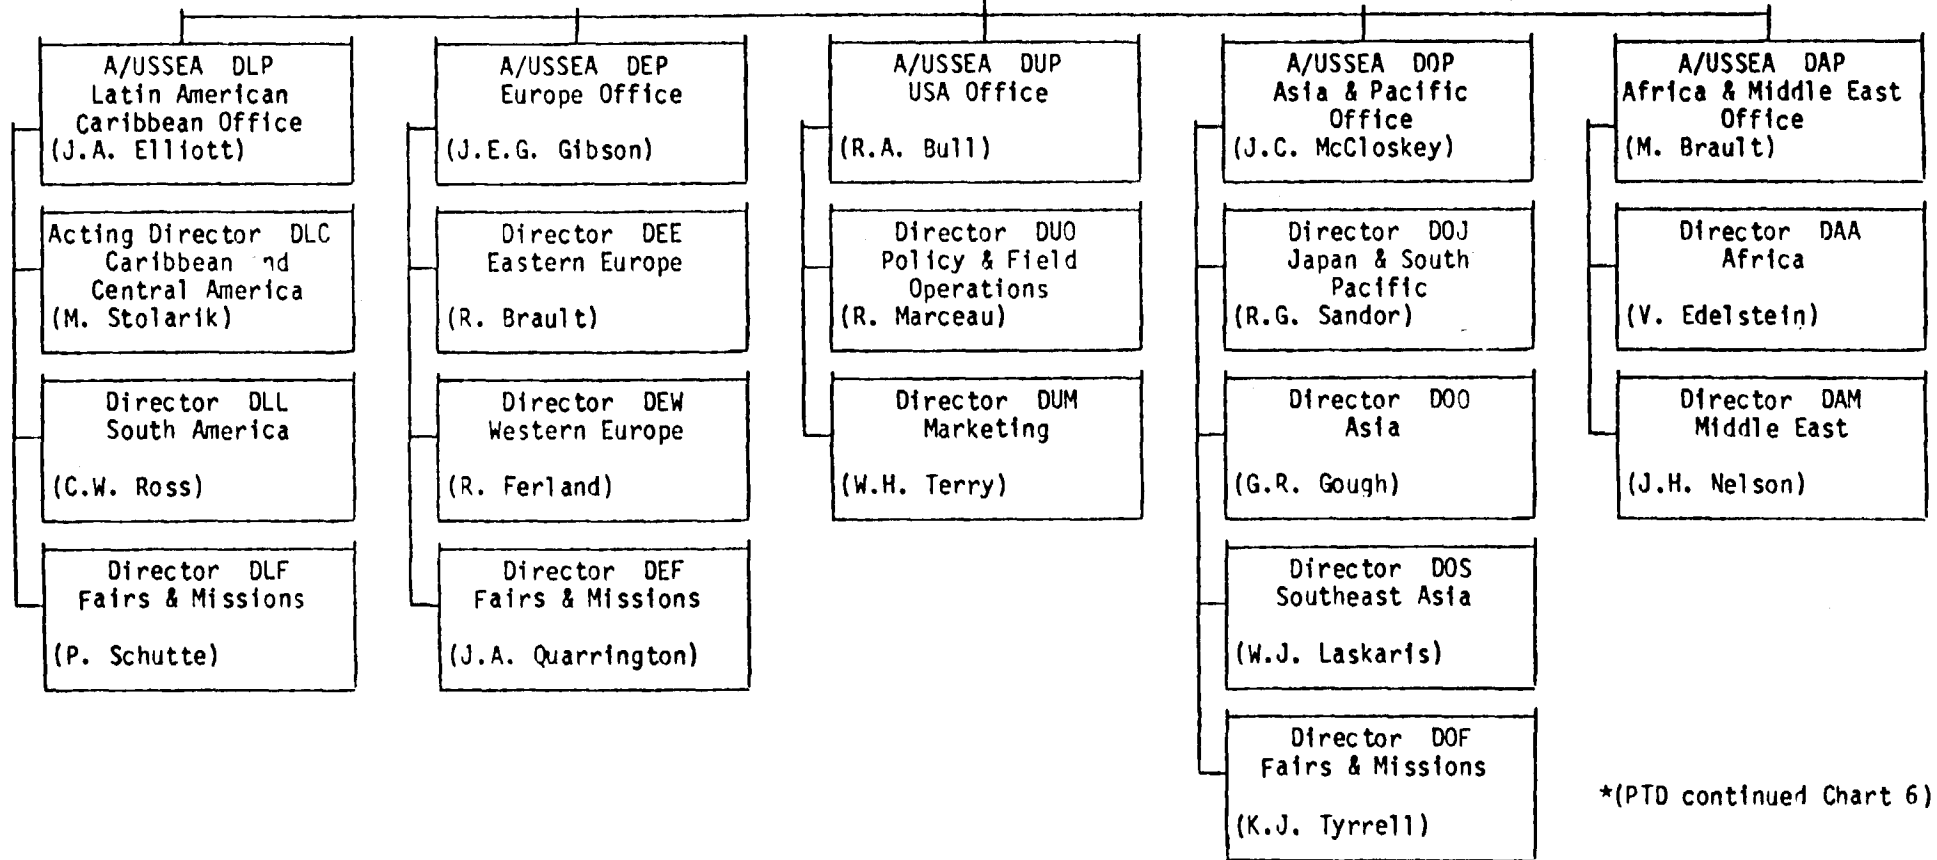 A/USSEA DLP
Latin American
Caribbean Office
(J.A. Elliott)
Acting Director DLC
Caribbean nd
Central America
(M. Stolarik)
Director DLL
South America
(C.W. Ross)
Director DLF
Fairs & Missions
(P. Schutte)
A/USSEA DEP
Europe Office
(J.E.G. Gibson)
Director DEE
Eastern Europe
(R. Brault)
Director DEW
Western Europe
(R. Ferland)
Director DEF
Fairs & Missions
(J.A. Quarrington)
A/USSEA DUP
USA Office
(R.A. Bull)
Director DUO
Policy & Field
Operations
(R. Marceau)
Director DUM
Marketing
(W.H. Terry)
A/USSEA DOP
Asia & Pacific
Office
(J.C. McCloskey)
Director DOJ
Japan & South
Pacific
(R.G. Sandor)
Director DOO
Asia
(G.R. Gough)
Director DOS
Southeast Asia
(W.J. Laskaris)
Director DOF
Fairs & Missions
(K.J. Tyrrell)
A/USSEA DAP
Africa & Middle East
Office
(M. Brault)
Director DAA
Africa
(V. Edelstein)
Director DAM
Middle East
(J.H. Nelson)
*(PTD continued Chart 6)